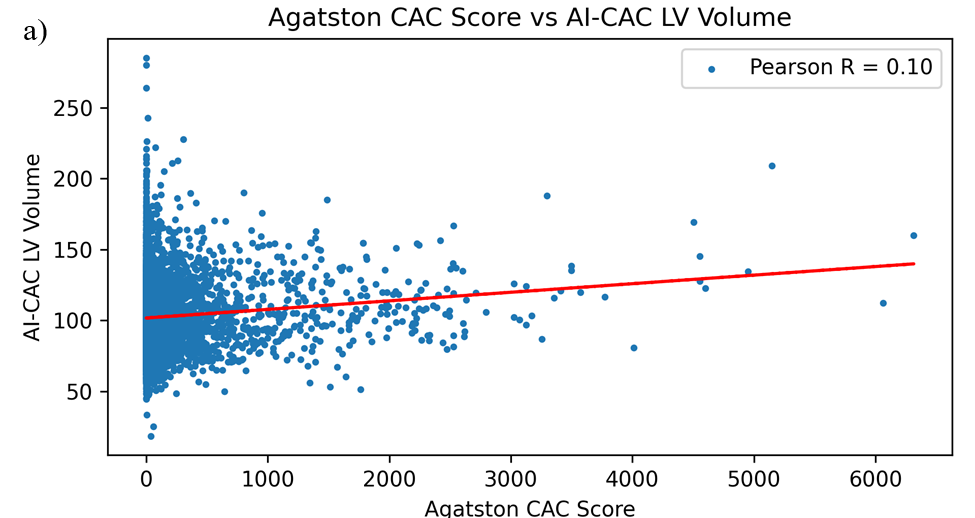 a)
Agatston CAC Score vs AI-CAC LV Volume
Pearson R = 0.10
AI-CAC LV Volume
250
200
150
100
50
0 1000 2000 3000 4000 5000 6000
Agatston CAC Score